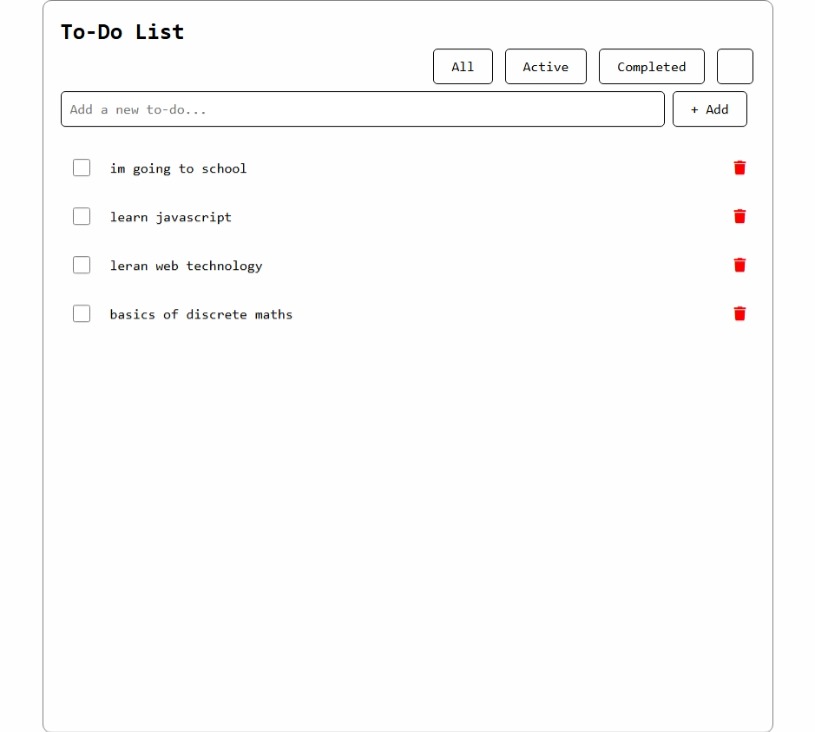 To-Do List
All Active Completed
Add a new to-do... + Add
im going to school
learn javascript
leran web technology
basics of discrete maths